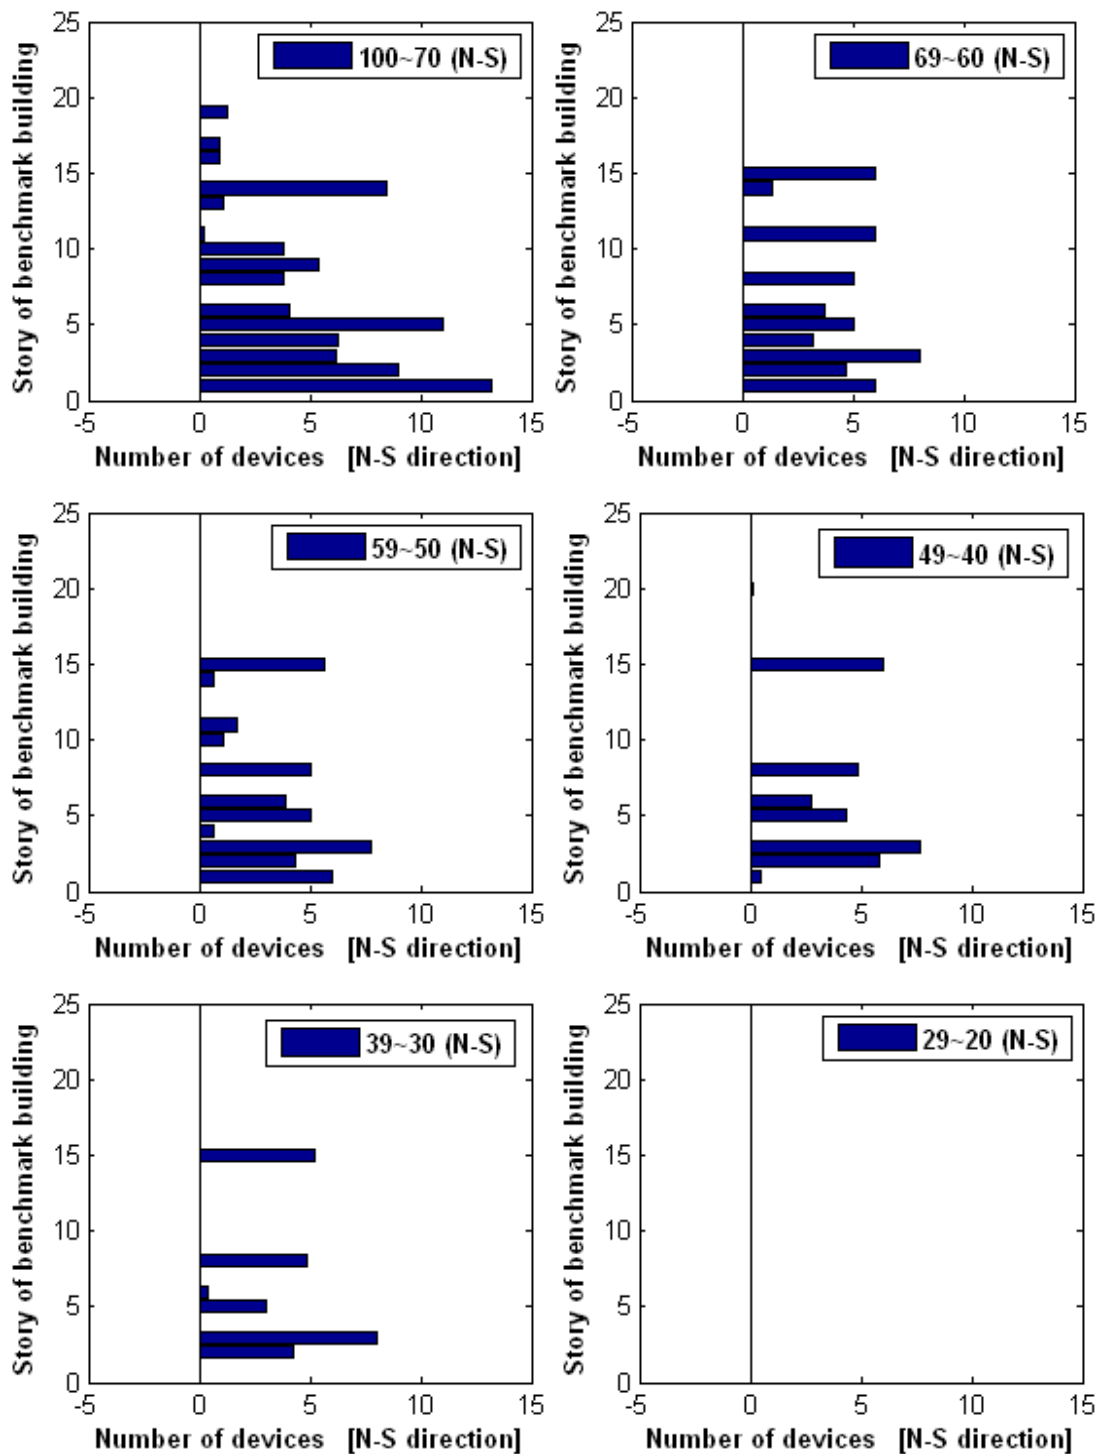 25
20
15
10
5
0
-5 0 5 10 15
Story of benchmark building
Number of devices [N-S direction]
100~70 (N-S)
25
20
15
10
5
0
-5 0 5 10 15
Story of benchmark building
Number of devices [N-S direction]
69~60 (N-S)
25
20
15
10
5
0
-5 0 5 10 15
Story of benchmark building
Number of devices [N-S direction]
59~50 (N-S)
25
20
15
10
5
0
-5 0 5 10 15
Story of benchmark building
Number of devices [N-S direction]
49~40 (N-S)
25
20
15
10
5
0
-5 0 5 10 15
Story of benchmark building
Number of devices [N-S direction]
39~30 (N-S)
25
20
15
10
5
0
-5 0 5 10 15
Story of benchmark building
Number of devices [N-S direction]
29~20 (N-S)